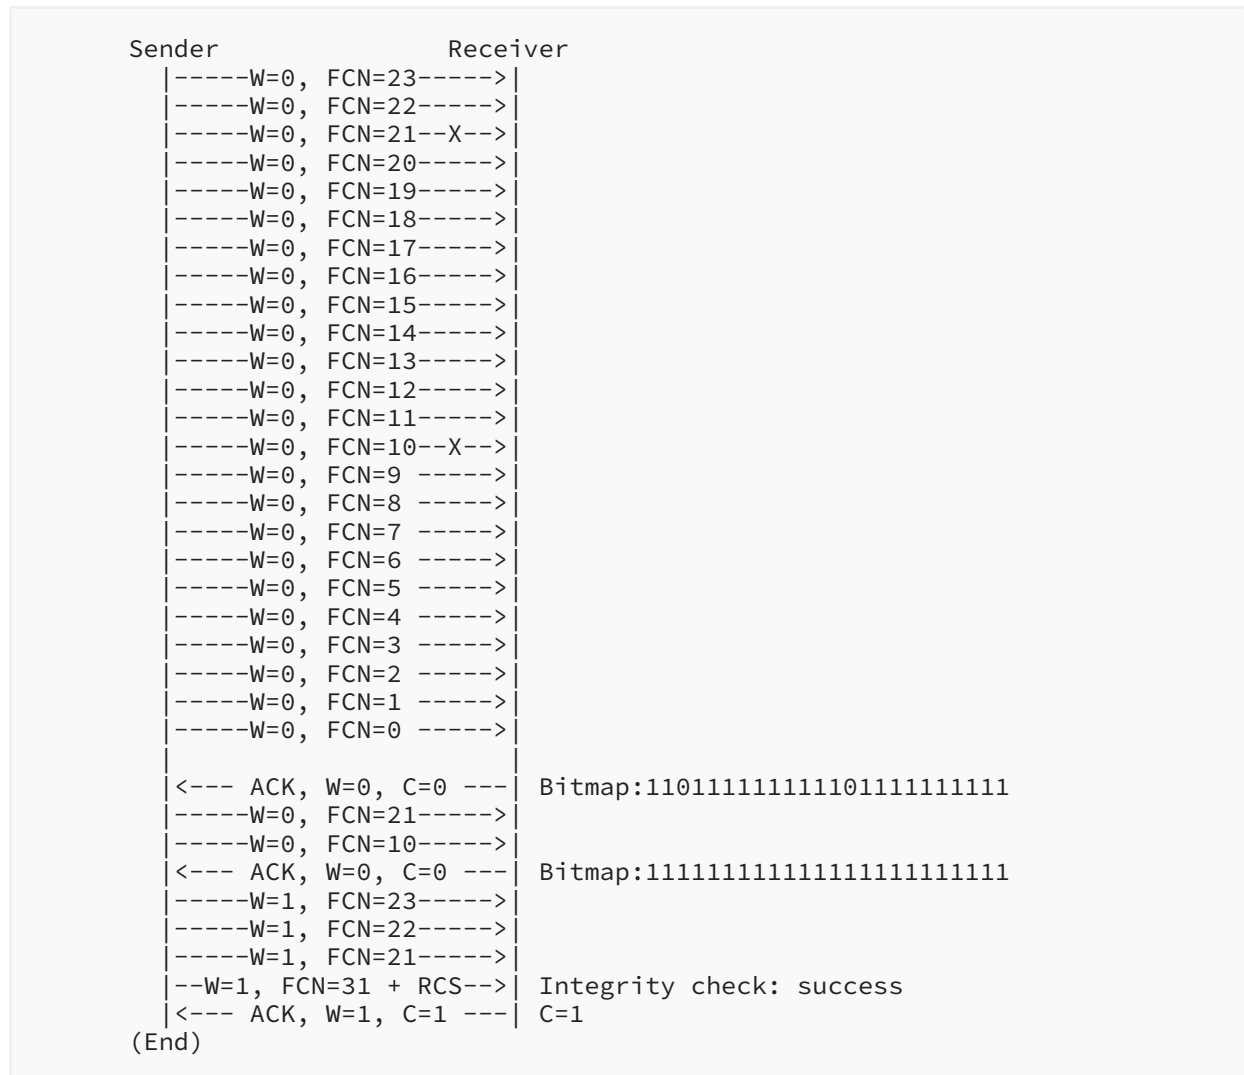 Sender               Receiver
  |-----W=0, FCN=23----->|
  |-----W=0, FCN=22----->|
  |-----W=0, FCN=21--X-->|
  |-----W=0, FCN=20----->|
  |-----W=0, FCN=19----->|
  |-----W=0, FCN=18----->|
  |-----W=0, FCN=17----->|
  |-----W=0, FCN=16----->|
  |-----W=0, FCN=15----->|
  |-----W=0, FCN=14----->|
  |-----W=0, FCN=13----->|
  |-----W=0, FCN=12----->|
  |-----W=0, FCN=11----->|
  |-----W=0, FCN=10--X-->|
  |-----W=0, FCN=9 ----->|
  |-----W=0, FCN=8 ----->|
  |-----W=0, FCN=7 ----->|
  |-----W=0, FCN=6 ----->|
  |-----W=0, FCN=5 ----->|
  |-----W=0, FCN=4 ----->|
  |-----W=0, FCN=3 ----->|
  |-----W=0, FCN=2 ----->|
  |-----W=0, FCN=1 ----->|
  |-----W=0, FCN=0 ----->|
  |                      |
  |<--- ACK, W=0, C=0 ---| Bitmap:110111111111101111111111
  |-----W=0, FCN=21----->|
  |-----W=0, FCN=10----->|
  |<--- ACK, W=0, C=0 ---| Bitmap:111111111111111111111111
  |-----W=1, FCN=23----->|
  |-----W=1, FCN=22----->|
  |-----W=1, FCN=21----->|
  |--W=1, FCN=31 + RCS-->| Integrity check: success
  |<--- ACK, W=1, C=1 ---| C=1
(End)